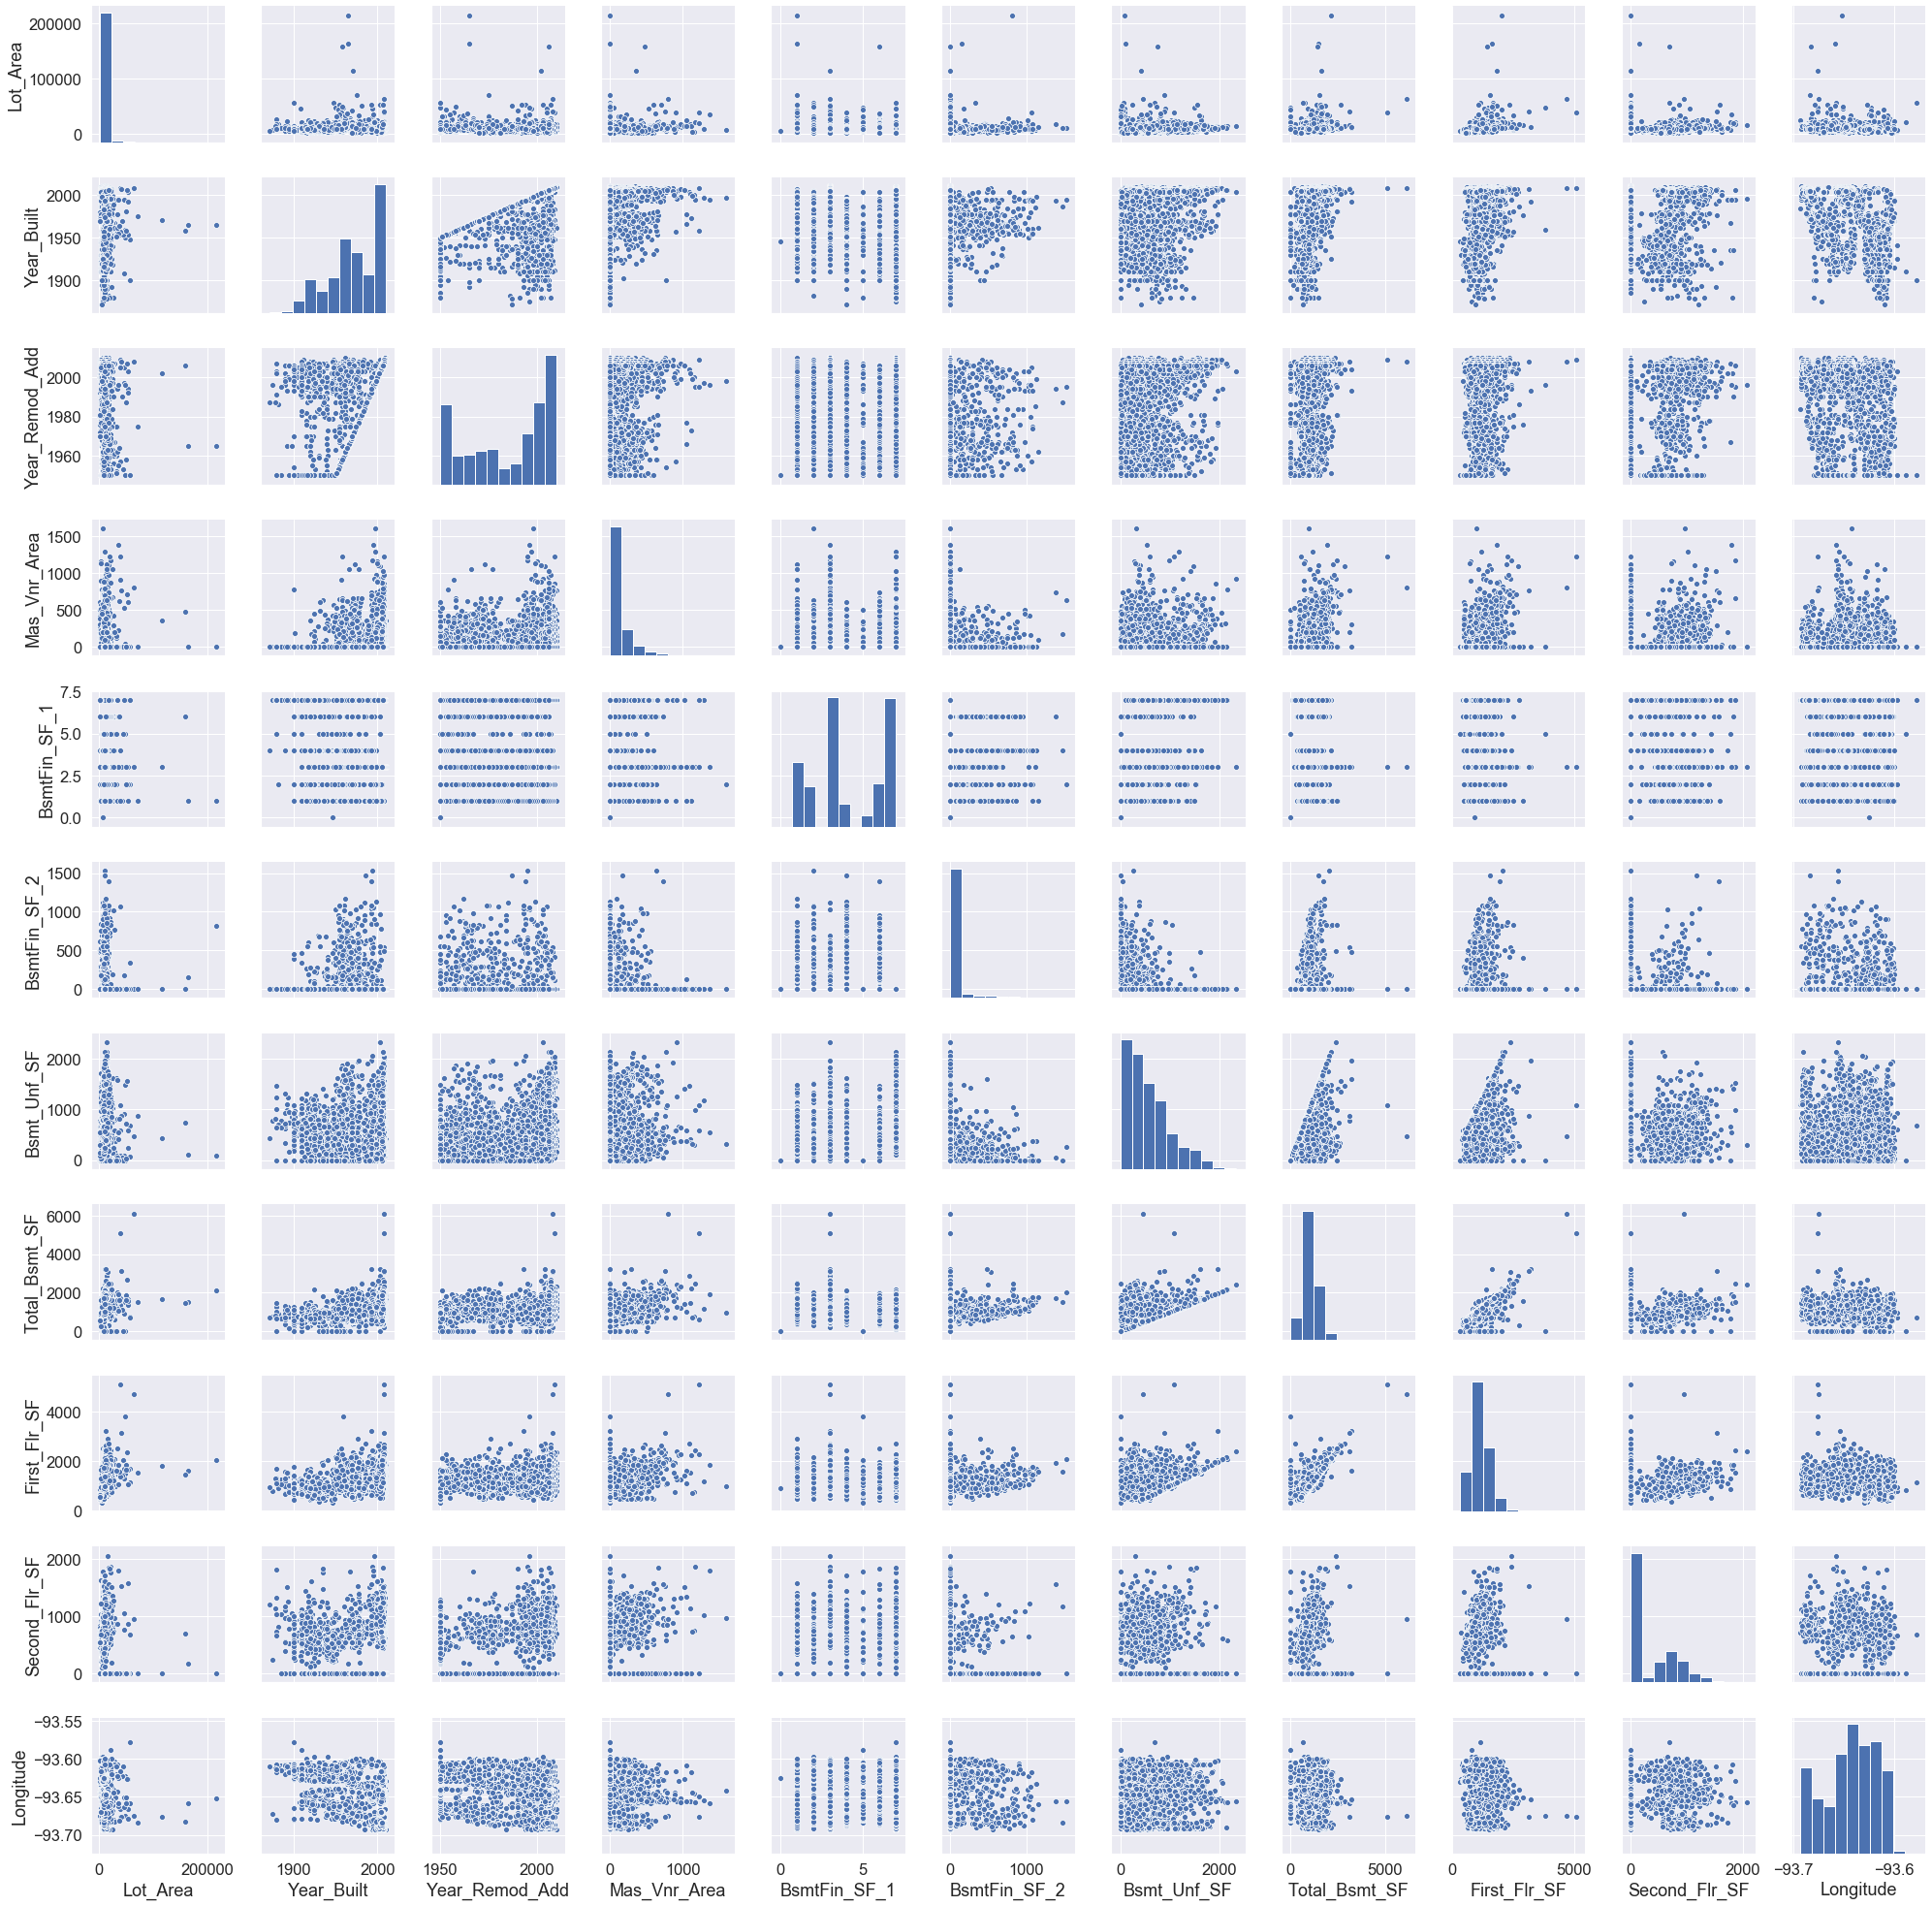 Lot_Area
200000
100000
0
Year_Built
2000
1950
1900
Year_Remod_Add
2000
1980
1960
Mas_Vnr_Area
1500
1000
500
0
BsmtFin_SF_1
7.5
5.0
2.5
0.0
BsmtFin_SF_2
1500
1000
500
0
Bsmt_Unf_SF
2000
1000
0
Total_Bsmt_SF
6000
4000
2000
0
First_Flr_SF
4000
2000
0
Second_Flr_SF
2000
1000
0
Longitude
−93.55
−93.60
−93.65
−93.70
0 200000 1900 2000 1950 2000 0 1000 0 5 0 1000 0 2000 0 5000 0 5000 0 2000 −93.7 −93.6
Lot_Area Year_Built Year_Remod_Add Mas_Vnr_Area BsmtFin_SF_1 BsmtFin_SF_2 Bsmt_Unf_SF Total_Bsmt_SF First_Flr_SF Second_Flr_SF Longitude